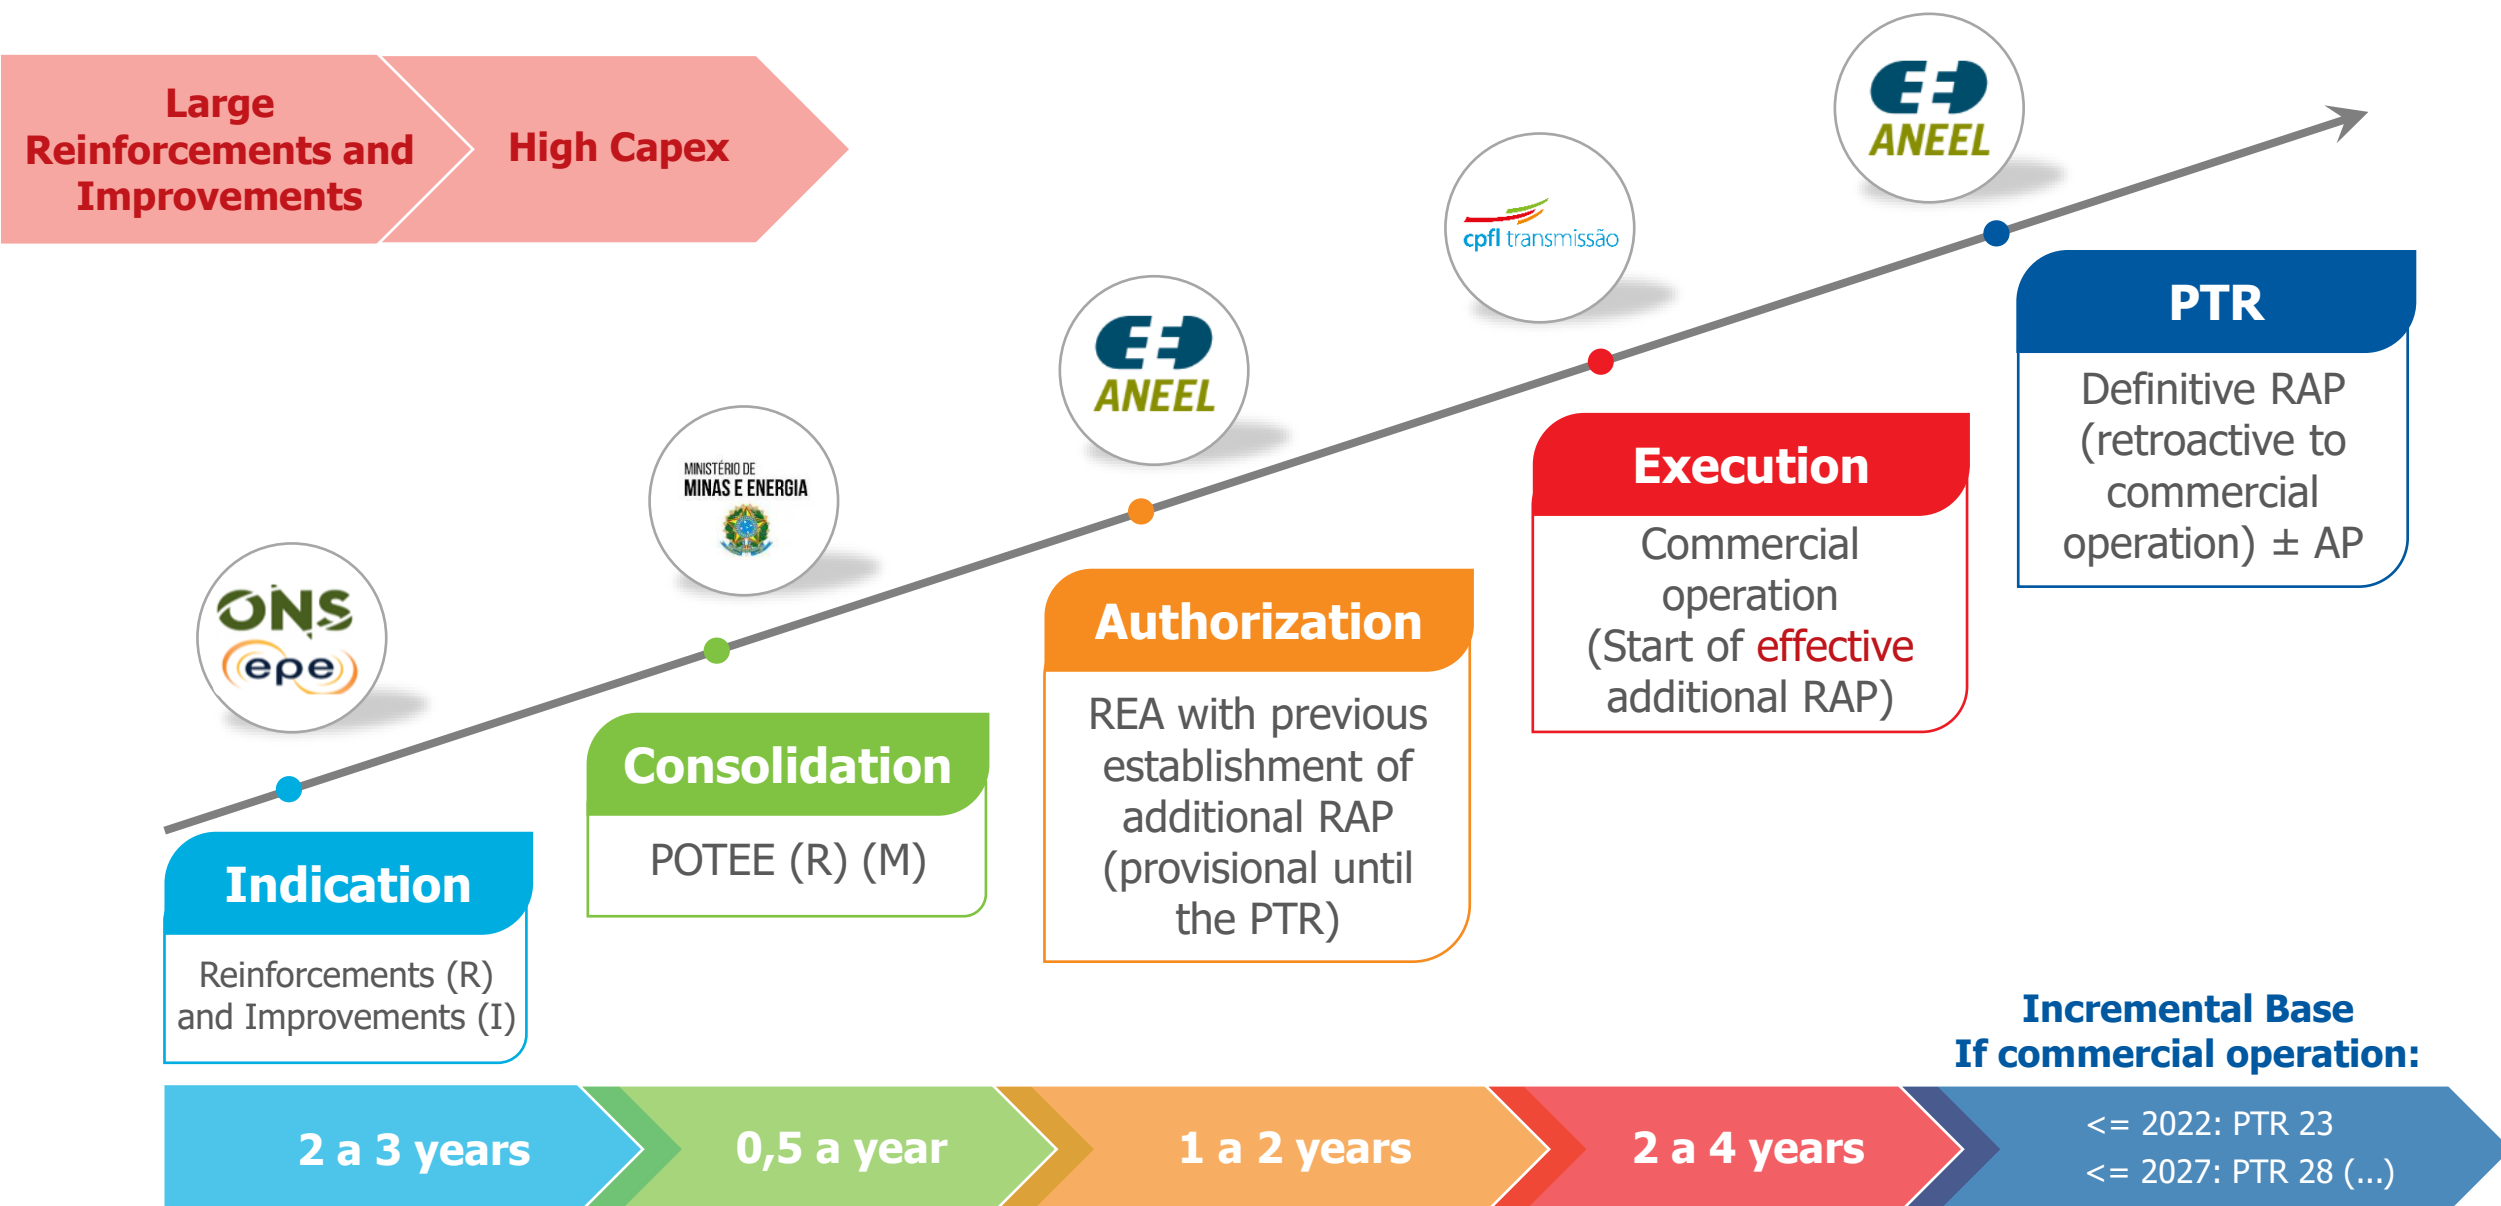 Large
Reinforcements and
Improvements
High Capex
ONS
epe
MINISTÉRIO DE
MINAS E ENERGIA
ANEEL
cpfl transmissão
ANEEL
Indication
Reinforcements (R)
and Improvements (I)
Consolidation
POTEE (R) (M)
Authorization
REA with previous
establishment of
additional RAP
(provisional until
the PTR)
Execution
Commercial
operation
(Start of effective
additional RAP)
PTR
Definitive RAP
(retroactive to
commercial
operation) ± AP
Incremental Base
If commercial operation:
2 a 3 years
0,5 a year
1 a 2 years
2 a 4 years
<= 2022: PTR 23
<= 2027: PTR 28 (...)